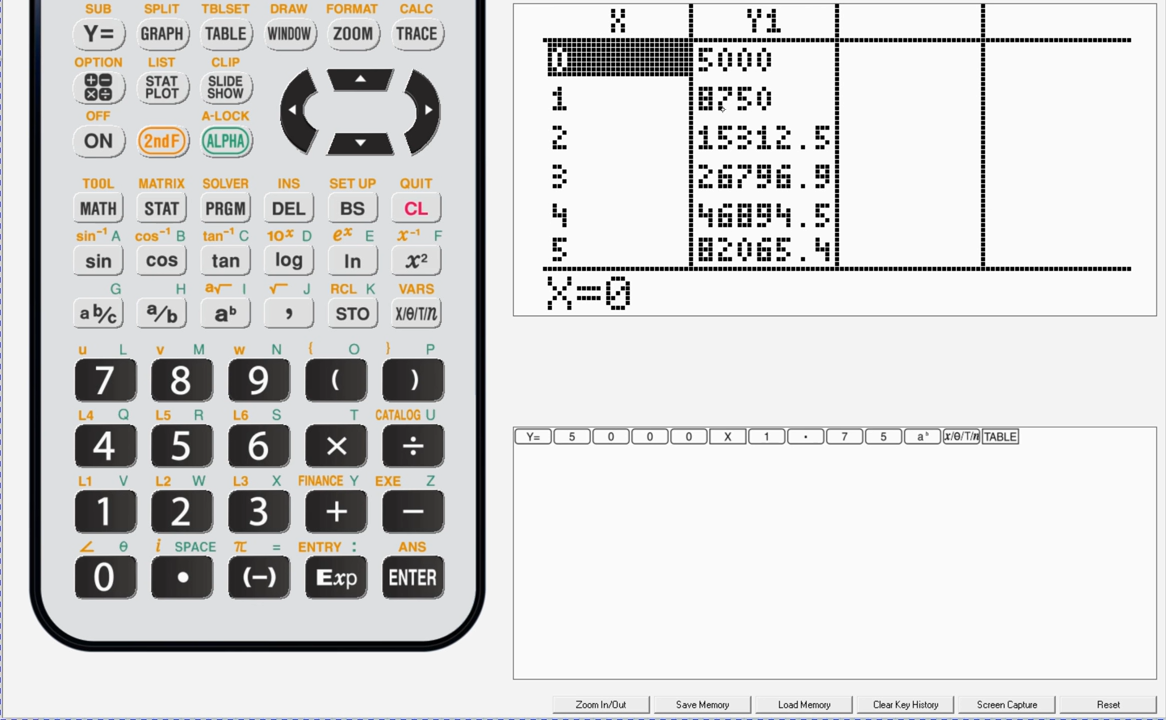 SUB SPLIT TBLSET DRAW FORMAT CALC
Y= GRAPH TABLE WINDOW ZOOM TRACE
OPTION LIST CLIP
STAT PLOT SLIDE SHOW
OFF A-LOCK
ON 2ndF ALPHA
TOOL MATRIX SOLVER INS SET UP QUIT
MATH STAT PRGM DEL BS CL
sin⁻¹ A cos⁻¹ B tan⁻¹ C 10ˣ D eˣ E x⁻¹ F
sin cos tan log ln x²
G H a√ I √ J RCL K VARS
a b/c a/b aᵇ , STO X/θ/T/n
u L v M w N { O } P
7 8 9 ( )
L4 Q L5 R L6 S T CATALOG U
4 5 6 × ÷
L1 V L2 W L3 X FINANCE Y EXE Z
1 2 3 + −
∠ θ i SPACE π = ENTRY : ANS
0 • (−) Exp ENTER
X Y1
0 5000
1 8750
2 15312.5
3 26796.9
4 46894.5
5 82065.4
X=0
Y= 5 0 0 0 X 1 • 7 5 aᵇ X/θ/T/n TABLE
Zoom In/Out Save Memory Load Memory Clear Key History Screen Capture Reset